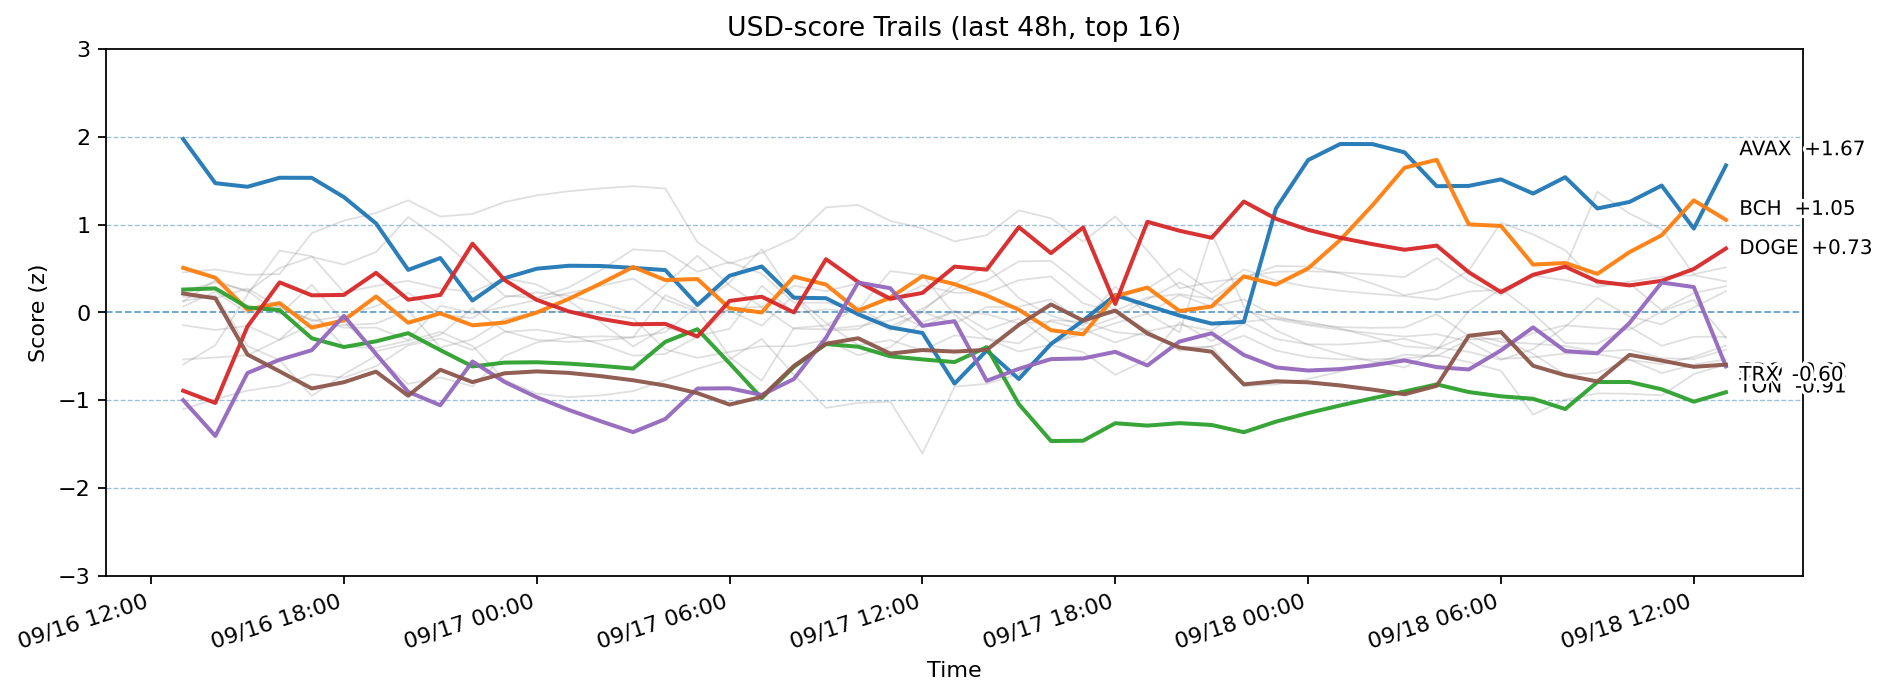 USD-score Trails (last 48h, top 16)
Score (z)
3
2
1
0
−1
−2
−3
AVAX +1.67
BCH +1.05
DOGE +0.73
TRX -0.60
TON -0.91
09/16 12:00
09/16 18:00
09/17 00:00
09/17 06:00
09/17 12:00
09/17 18:00
09/18 00:00
09/18 06:00
09/18 12:00
Time